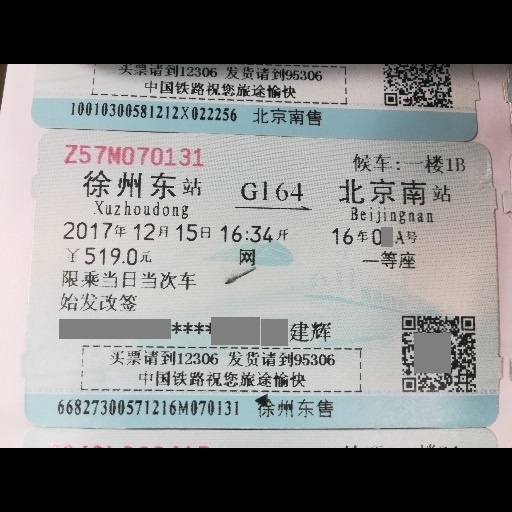 买票请到12306 发货请到95306
中国铁路祝您旅途愉快
10010300581212X022256 北京南售
Z57M070131
候车:一楼1B
徐州东站 G164 北京南站
Xuzhoudong Beijingnan
2017年12月15日 16:34开 16车0 A号
￥519.0元 网 一等座
限乘当日当次车
始发改签
**** 建辉
买票请到12306 发货请到95306
中国铁路祝您旅途愉快
66827300571216M070131 徐州东售